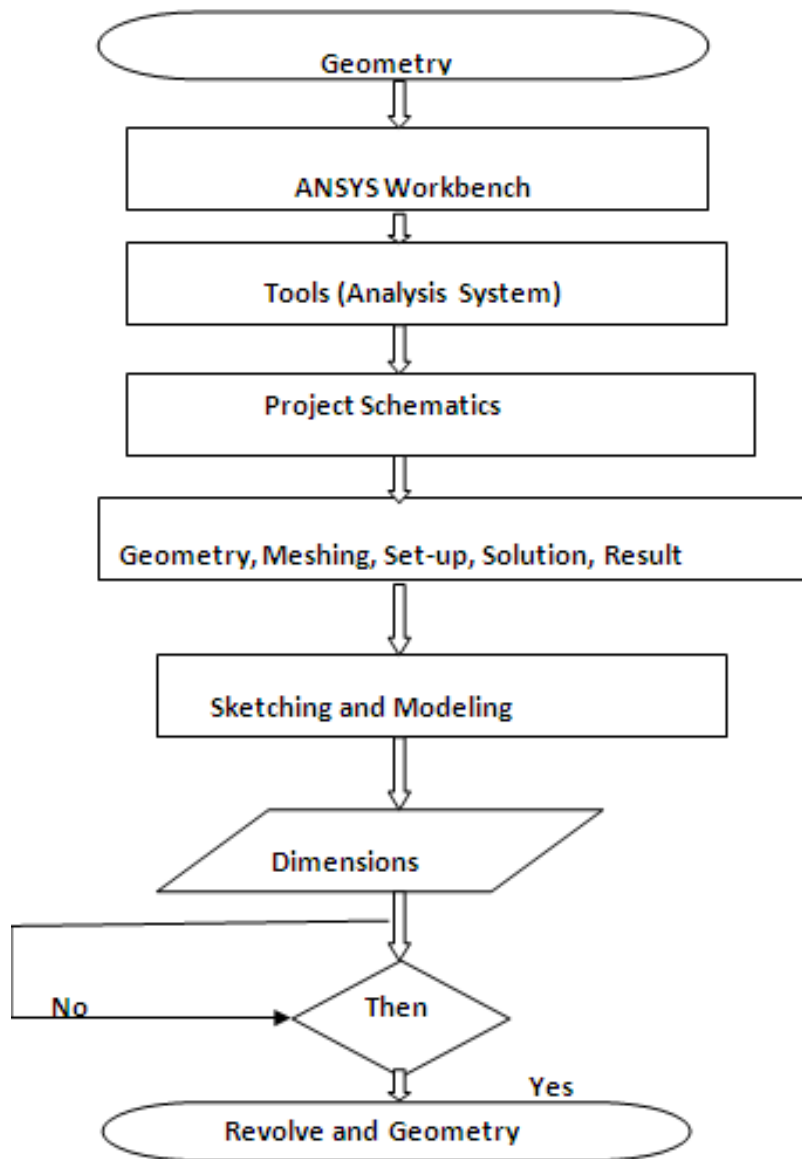 Geometry
ANSYS Workbench
Tools (Analysis System)
Project Schematics
Geometry, Meshing, Set-up, Solution, Result
Sketching and Modeling
Dimensions
No
Then
Yes
Revolve and Geometry